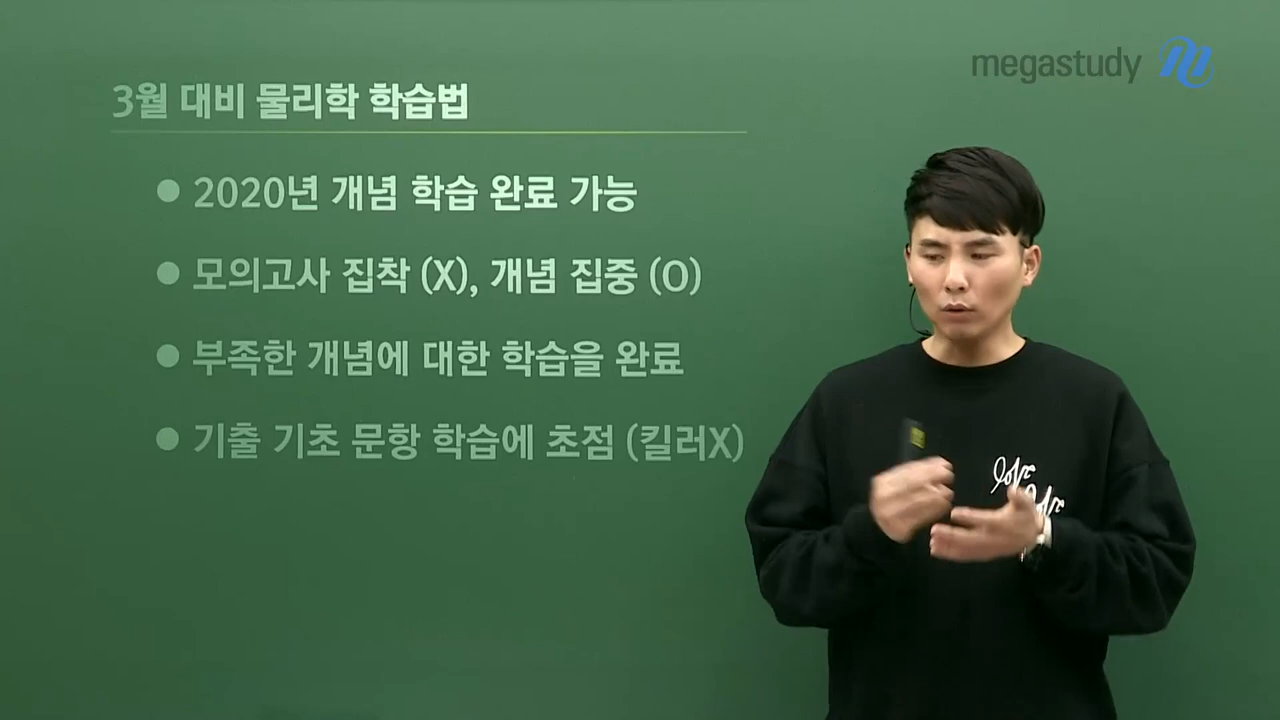 megastudy
3월 대비 물리학 학습법
● 2020년 개념 학습 완료 가능
● 모의고사 집착 (X), 개념 집중 (O)
● 부족한 개념에 대한 학습을 완료
● 기출 기초 문항 학습에 초점 (킬러X)